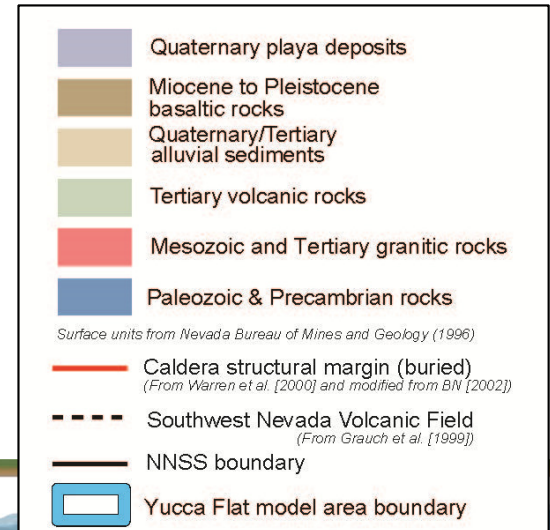 Quaternary playa deposits
Miocene to Pleistocene
basaltic rocks
Quaternary/Tertiary
alluvial sediments
Tertiary volcanic rocks
Mesozoic and Tertiary granitic rocks
Paleozoic & Precambrian rocks
Surface units from Nevada Bureau of Mines and Geology (1996)
Caldera structural margin (buried)
(From Warren et al. [2000] and modified from BN [2002])
Southwest Nevada Volcanic Field
(From Grauch et al. [1999])
NNSS boundary
Yucca Flat model area boundary